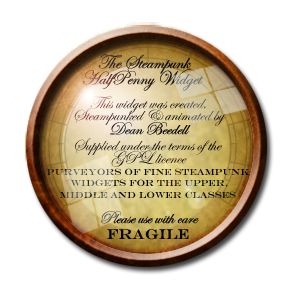 The Steampunk
HalfPenny Widget
This widget was created,
Steampunked & animated by
Dean Beedell
Supplied under the terms of the
GPL licence
PURVEYORS OF FINE STEAMPUNK
WIDGETS FOR THE UPPER,
MIDDLE AND LOWER CLASSES
Please use with care
FRAGILE